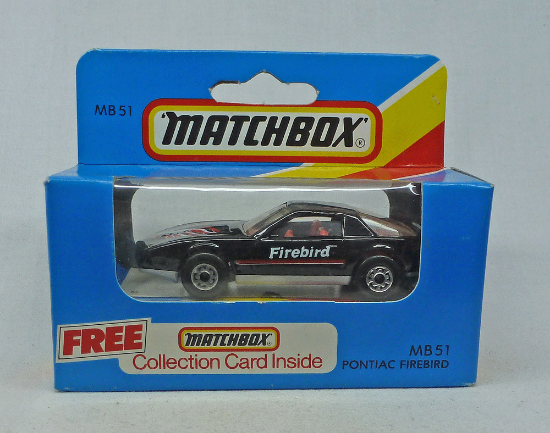 MB51
"MATCHBOX"®
Firebird
FREE
"MATCHBOX"
Collection Card Inside
MB51
PONTIAC FIREBIRD